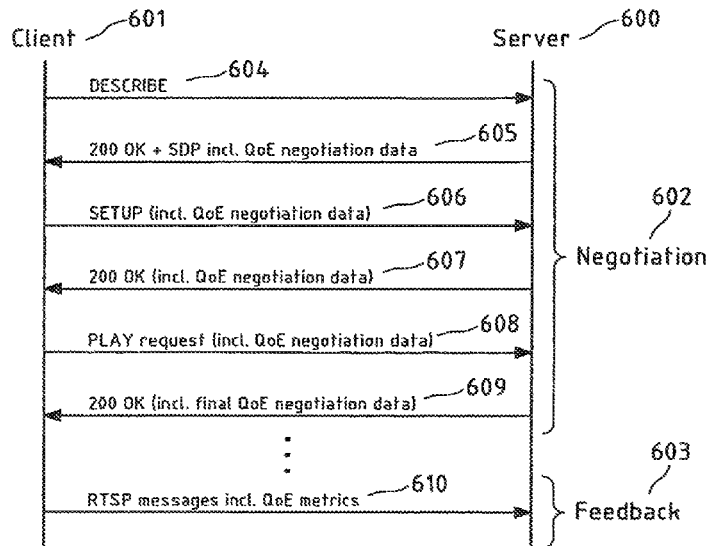 601
600
Client
Server
604
DESCRIBE
605
200 OK + SDP incl. QoE negotiation data
606
SETUP (incl. QoE negotiation data)
602
Negotiation
607
200 OK (incl. QoE negotiation data)
608
PLAY request (incl. QoE negotiation data)
609
200 OK (incl. final QoE negotiation data)
603
610
RTSP messages incl. QoE metrics
Feedback